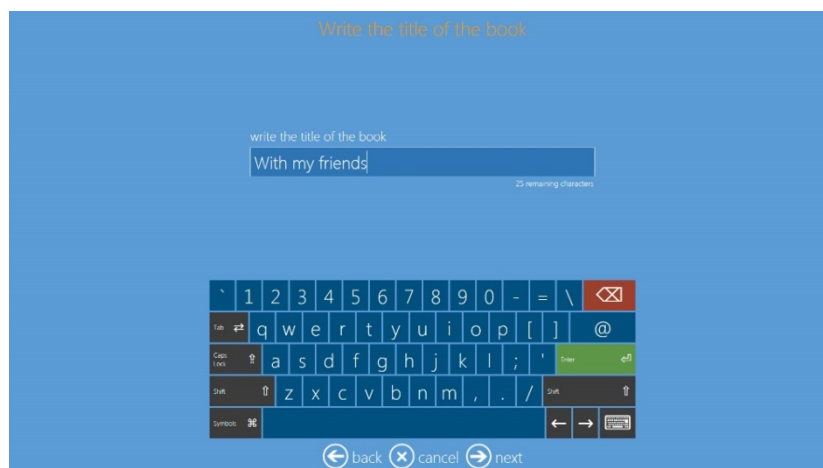 Write the title of the book
write the title of the book
With my friends
25 remaining characters
` 1 2 3 4 5 6 7 8 9 0 - = \
Tab q w e r t y u i o p [ ] @
Caps Lock a s d f g h j k l ; ' Enter
Shift z x c v b n m , . / Shift
Symbols
back cancel next